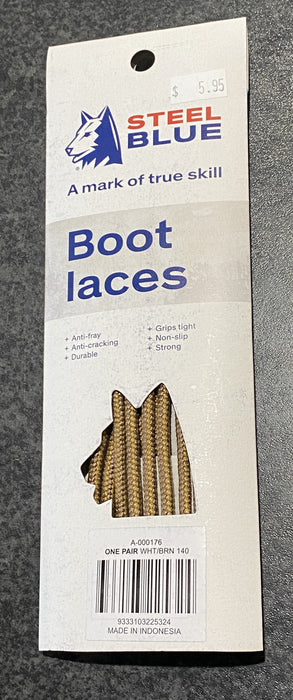 $ 5.95
STEEL
BLUE
A mark of true skill
Boot
laces
+ Anti-fray
+ Anti-cracking
+ Durable
+ Grips tight
+ Non-slip
+ Strong
A-000176
ONE PAIR WHT/BRN 140
9333103225324
MADE IN INDONESIA